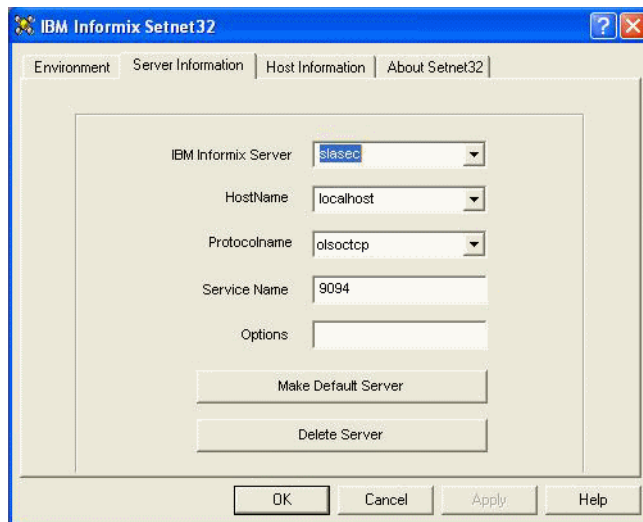 IBM Informix Setnet32
Environment Server Information Host Information About Setnet32
IBM Informix Server slasec
HostName localhost
Protocolname olsoctcp
Service Name 9094
Options
Make Default Server
Delete Server
OK Cancel Apply Help